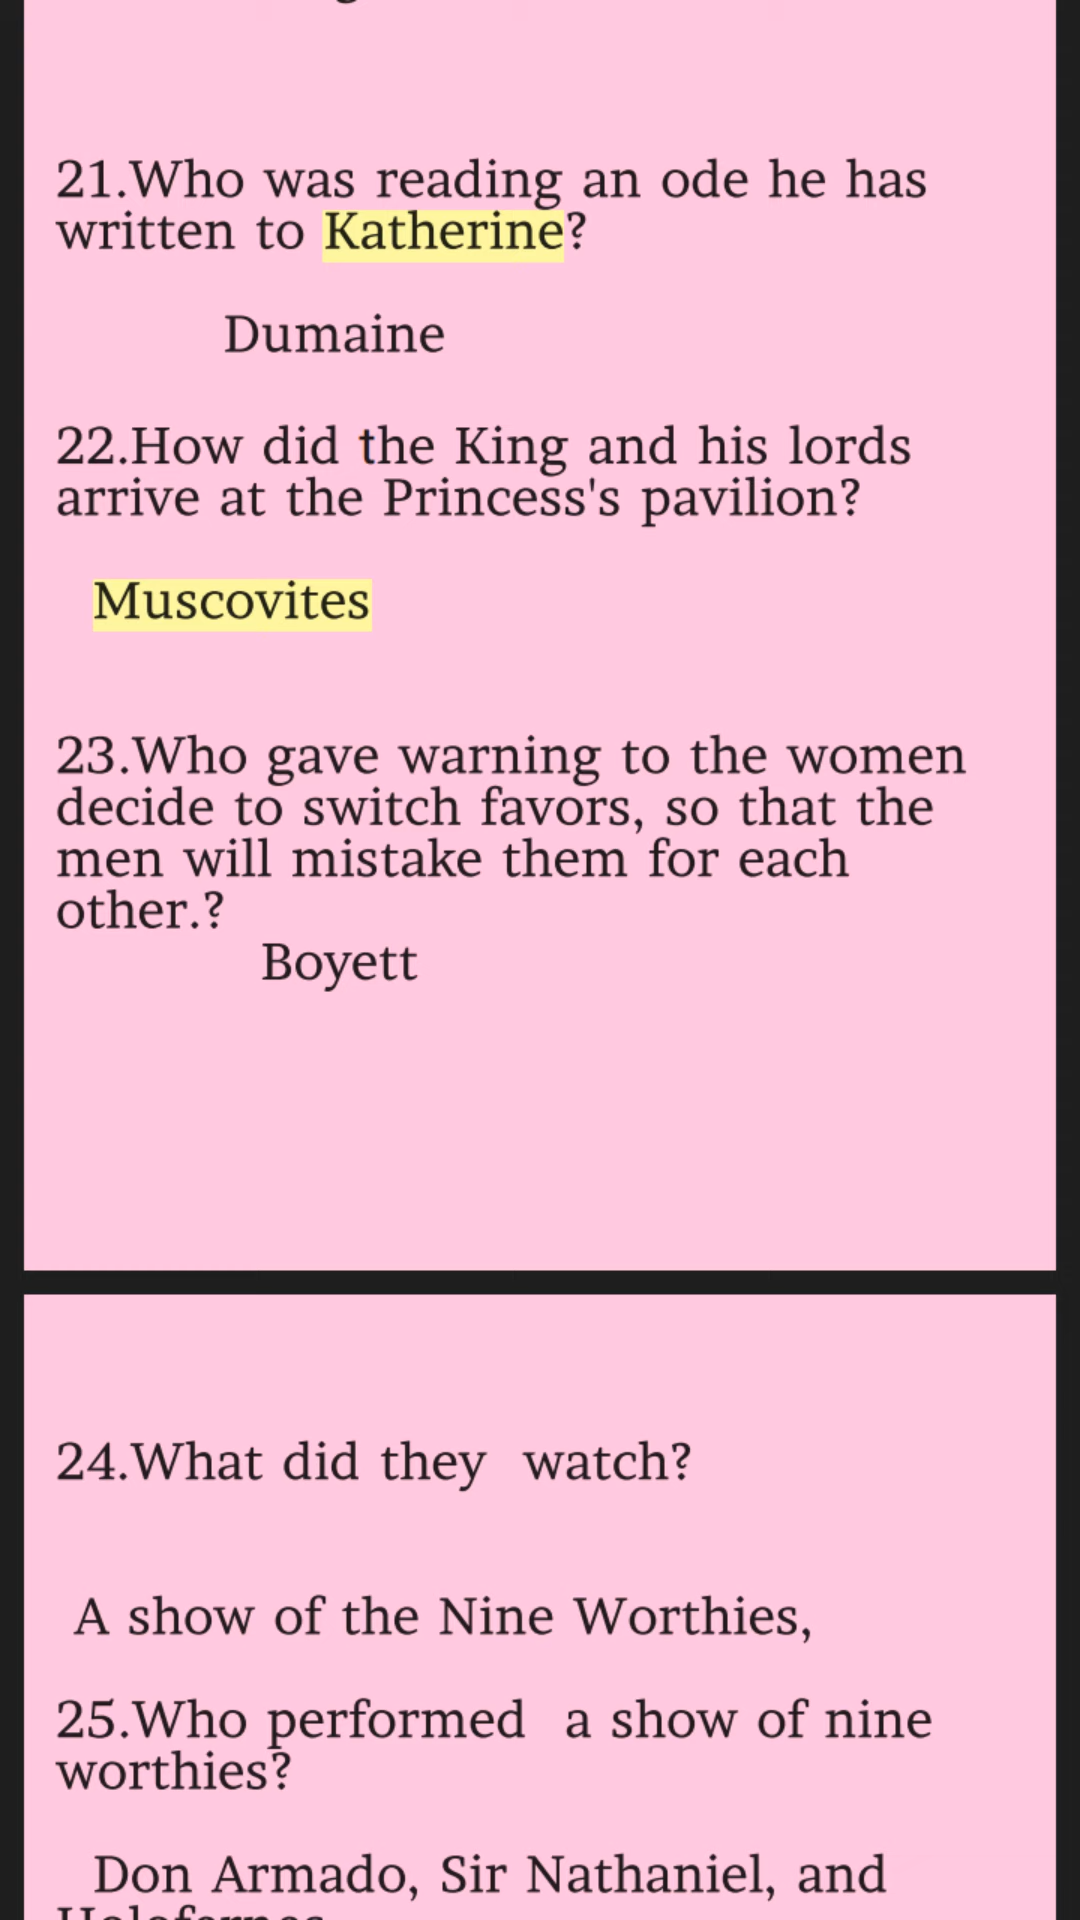 21.Who was reading an ode he has
written to Katherine?
Dumaine
22.How did the King and his lords
arrive at the Princess's pavilion?
Muscovites
23.Who gave warning to the women
decide to switch favors, so that the
men will mistake them for each
other.?
Boyett
24.What did they watch?
A show of the Nine Worthies,
25.Who performed a show of nine
worthies?
Don Armado, Sir Nathaniel, and
Holofernes